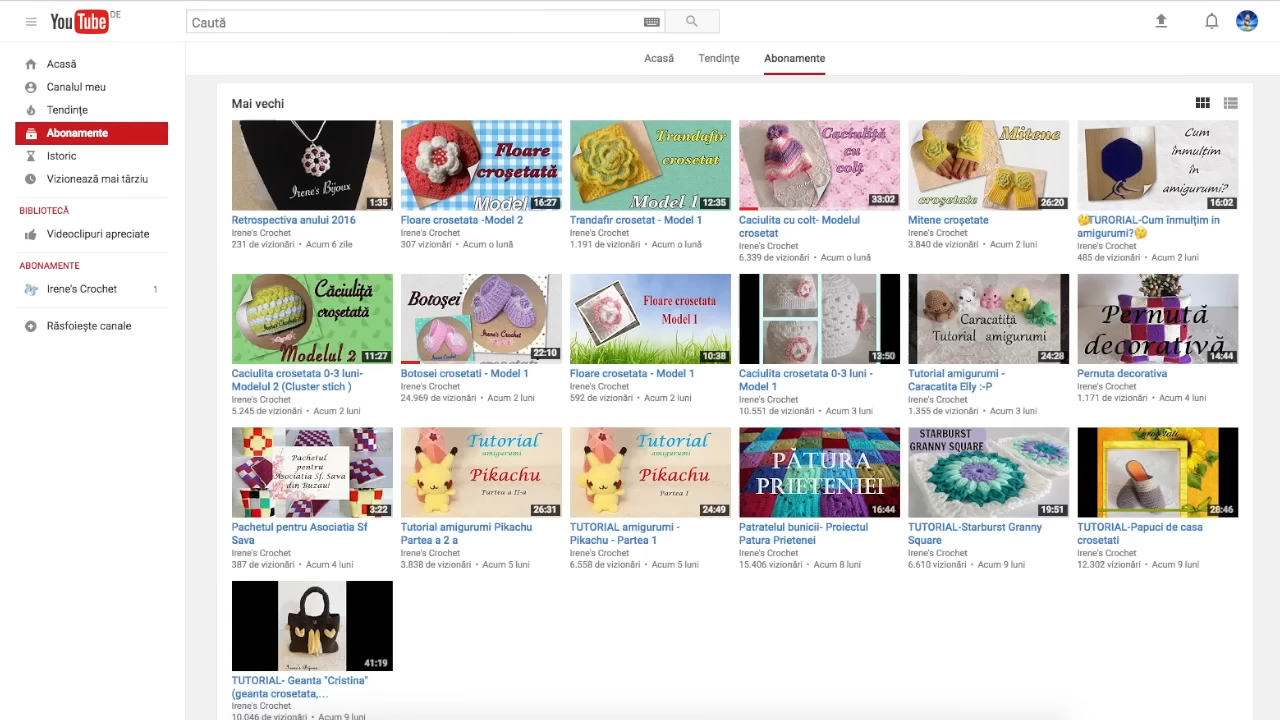 YouTube DE
Caută
Acasă
Tendințe
Abonamente
Acasă
Canalul meu
Tendințe
Abonamente
Istoric
Vizionează mai târziu
BIBLIOTECĂ
Videoclipuri apreciate
ABONAMENTE
Irene's Crochet 1
Răsfoiește canale
Mai vechi
Irene's Bijoux
1:35
Floare
croșetată
Model
16:27
Trandafir
crosetat
Model 1
12:35
Caciuliță
cu
colț
33:02
Mitene
croșetate
26:20
Cum
înmulțim
în
amigurumi?
16:02
Retrospectiva anului 2016
Irene's Crochet
231 de vizionări • Acum 6 zile
Floare crosetata -Model 2
Irene's Crochet
307 vizionări • Acum o lună
Trandafir crosetat - Model 1
Irene's Crochet
1.191 de vizionări • Acum o lună
Caciulita cu colt- Modelul
crosetat
Irene's Crochet
6.339 de vizionări • Acum o lună
Mitene croșetate
Irene's Crochet
3.840 de vizionări • Acum 2 luni
🤔TURORIAL-Cum înmulțim in
amigurumi?🤔
Irene's Crochet
485 de vizionări • Acum 2 luni
Căciuliță
croșetată
Modelul 2
11:27
Botosei
Irene's Crochet
22:10
Floare crosetata
Model 1
10:38
13:50
Caracatiță
Tutorial amigurumi
24:28
Pernută
decorativă
14:44
Caciulita crosetata 0-3 luni-
Modelul 2 (Cluster stich )
Irene's Crochet
5.245 de vizionări • Acum 2 luni
Botosei crosetati - Model 1
Irene's Crochet
24.969 de vizionări • Acum 2 luni
Floare crosetata - Model 1
Irene's Crochet
592 de vizionări • Acum 2 luni
Caciulita crosetata 0-3 luni -
Model 1
Irene's Crochet
10.551 de vizionări • Acum 3 luni
Tutorial amigurumi -
Caracatita Elly :-P
Irene's Crochet
1.355 de vizionări • Acum 3 luni
Pernuta decorativa
Irene's Crochet
1.171 de vizionări • Acum 4 luni
Pachetul
pentru
Asociatia Sf. Sava
din Buzau!
3:22
Tutorial
amigurumi
Pikachu
Partea a II-a
26:31
Tutorial
amigurumi
Pikachu
Partea I
24:49
PĂTURA
PRIETENIEI
16:44
STARBURST
GRANNY SQUARE
19:51
28:46
Pachetul pentru Asociatia Sf
Sava
Irene's Crochet
387 de vizionări • Acum 4 luni
Tutorial amigurumi Pikachu
Partea a 2 a
Irene's Crochet
3.838 de vizionări • Acum 5 luni
TUTORIAL amigurumi -
Pikachu - Partea 1
Irene's Crochet
6.558 de vizionări • Acum 5 luni
Patratelul bunicii- Proiectul
Patura Prietenei
Irene's Crochet
15.406 vizionări • Acum 8 luni
TUTORIAL-Starburst Granny
Square
Irene's Crochet
6.610 vizionări • Acum 9 luni
TUTORIAL-Papuci de casa
crosetati
Irene's Crochet
12.302 vizionări • Acum 9 luni
Irene's Bijoux
41:19
TUTORIAL- Geanta "Cristina"
(geanta crosetata,…
Irene's Crochet
10.046 de vizionări • Acum 9 luni